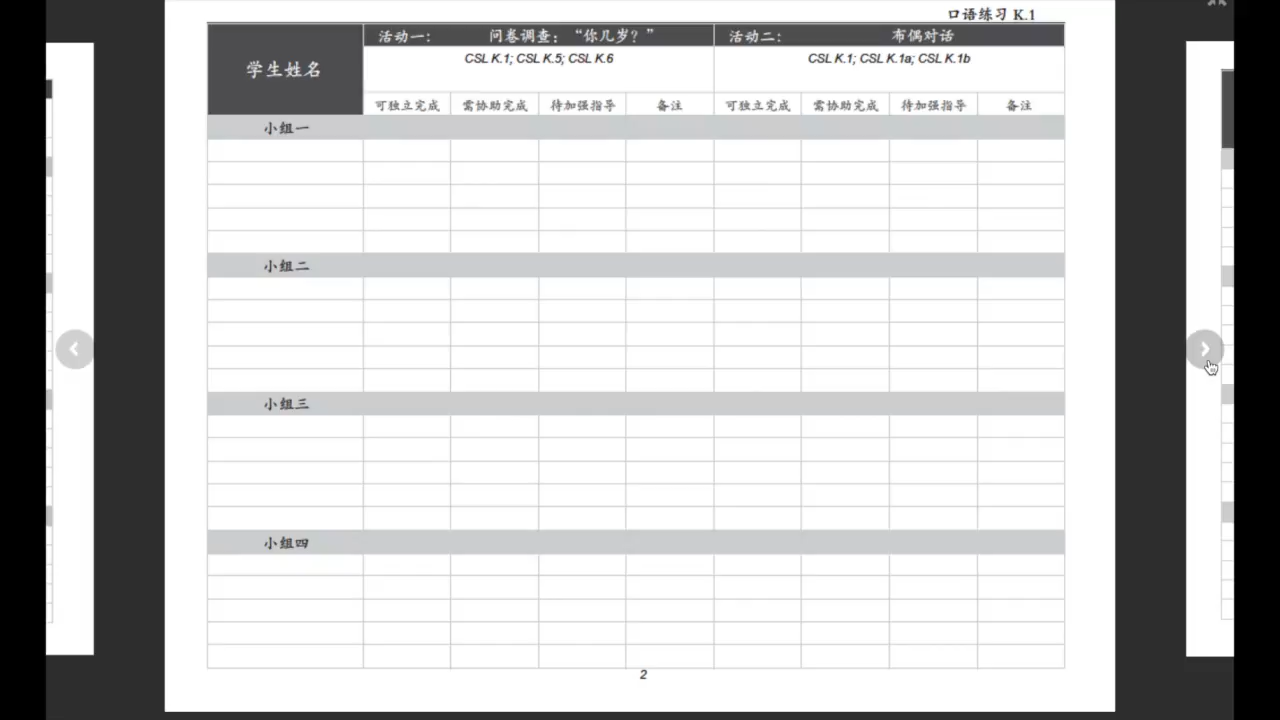 口语练习 K.1
活动一： 问卷调查：“你几岁？” 活动二： 布偶对话
学生姓名
CSL K.1; CSL K.5; CSL K.6 CSL K.1; CSL K.1a; CSL K.1b
可独立完成 需协助完成 待加强指导 备注 可独立完成 需协助完成 待加强指导 备注
小组一
小组二
小组三
小组四
2